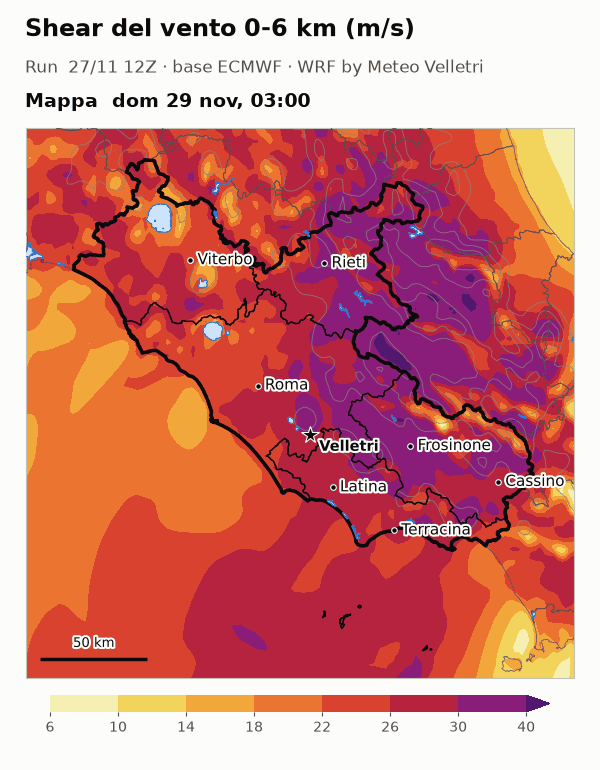 Shear del vento 0-6 km (m/s)
Run  27/11 12Z · base ECMWF · WRF by Meteo Velletri
Mappa  dom 29 nov, 03:00
Viterbo
Rieti
Roma
Velletri
Frosinone
Latina
Cassino
Terracina
50 km
6 10 14 18 22 26 30 40